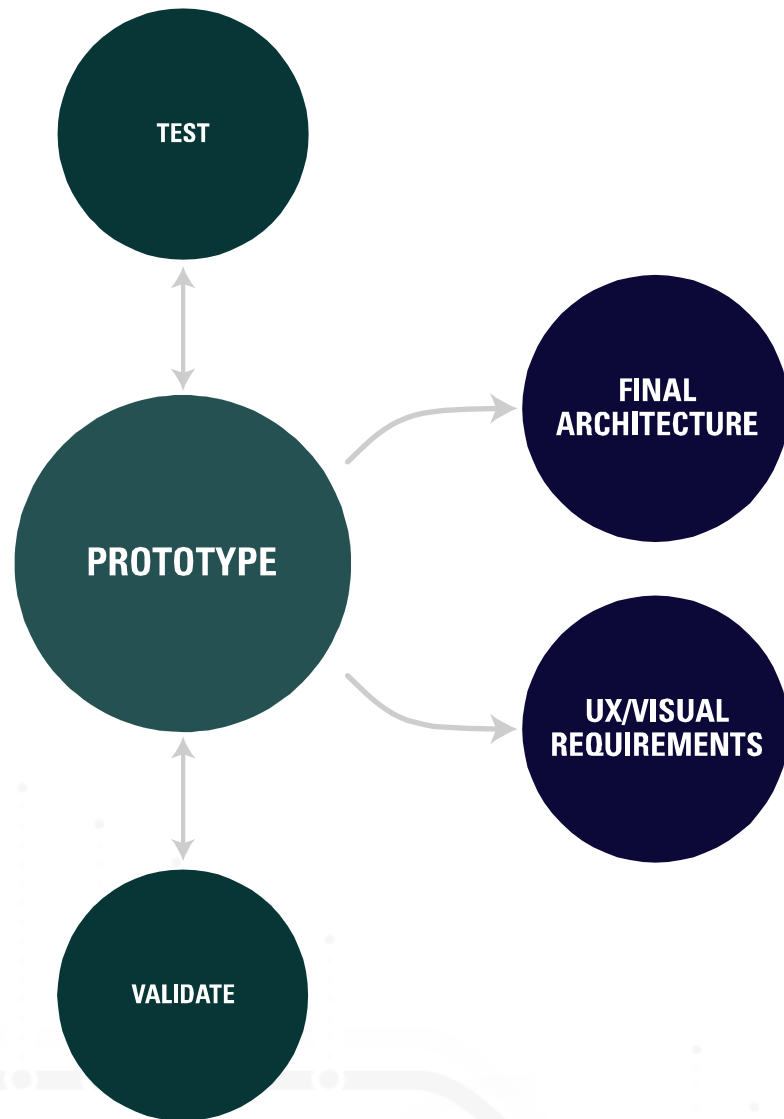 TEST
FINAL
ARCHITECTURE
PROTOTYPE
UX/VISUAL
REQUIREMENTS
VALIDATE